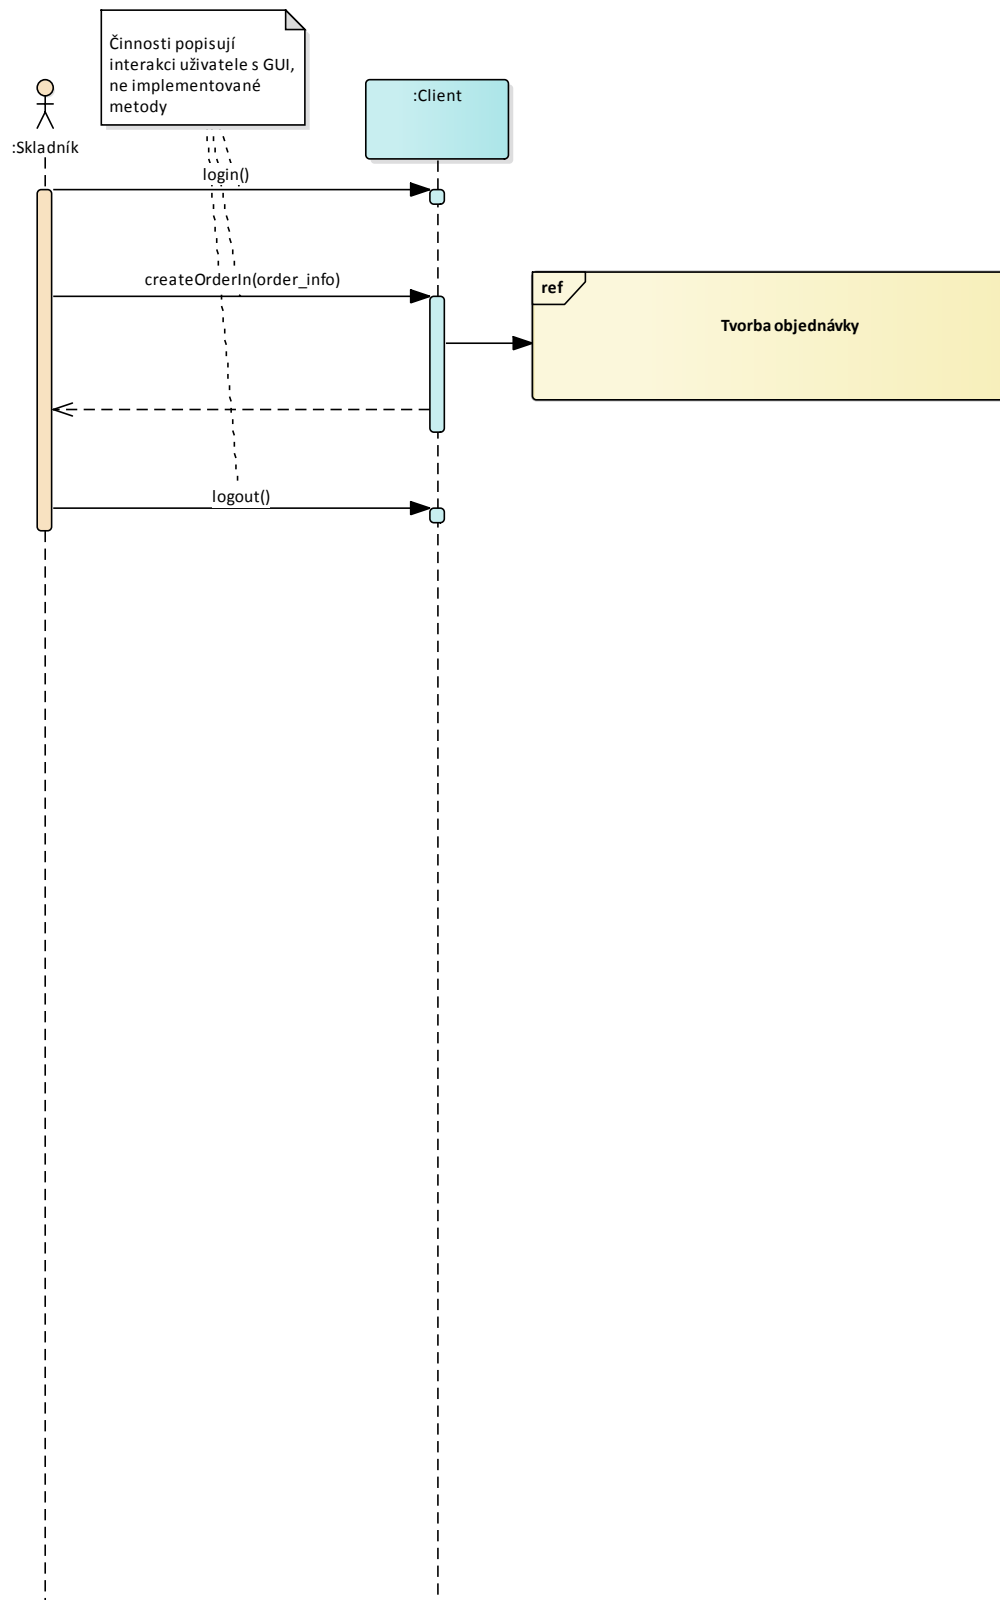 Činnosti popisují
interakci uživatele s GUI,
ne implementované
metody
:Client
:Skladník
login()
createOrderIn(order_info)
ref
Tvorba objednávky
logout()